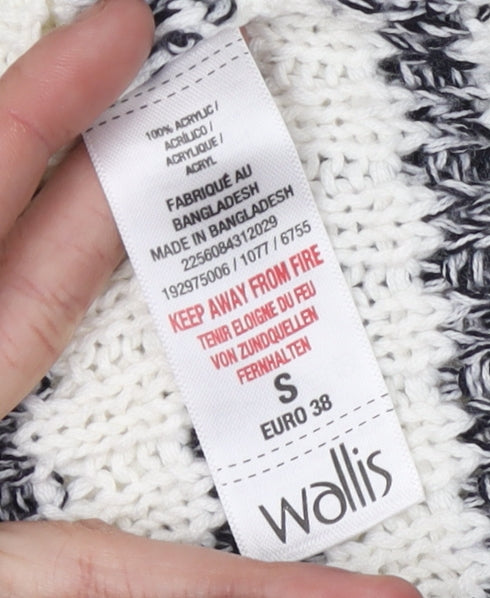 100% ACRYLIC /
ACRÍLICO /
ACRYLIQUE /
ACRYL
FABRIQUÉ AU
BANGLADESH
MADE IN BANGLADESH
2256084312029
192975006 / 1077 / 6755
KEEP AWAY FROM FIRE
TENIR ELOIGNE DU FEU
VON ZUNDQUELLEN
FERNHALTEN
S
EURO 38
wallis